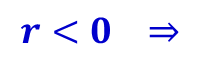 r < 0 ⇒